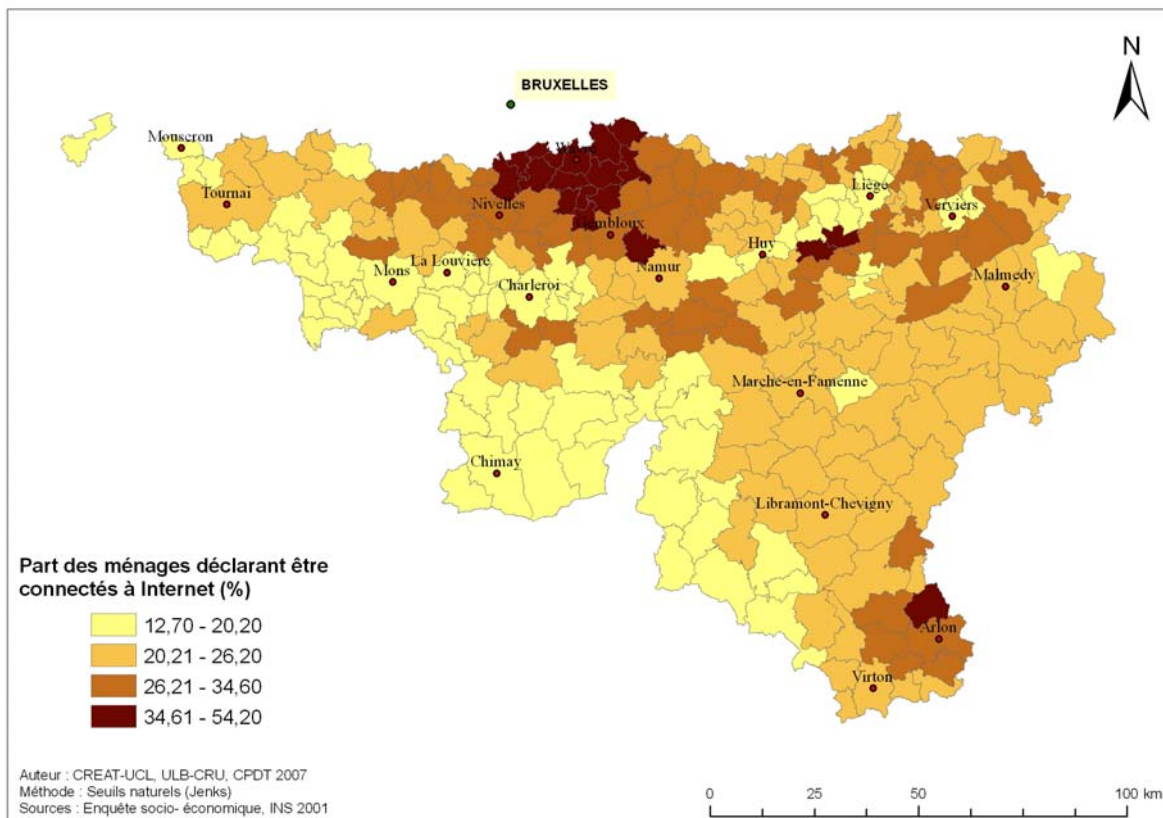 N
BRUXELLES
Mouscron
Tournai
Nivelles
Liège
Verviers
Mons
La Louvière
Charleroi
Namur
Huy
Malmedy
Marche-en-Famenne
Chimay
Libramont-Chevigny
Arlon
Virton
Part des ménages déclarant être
connectés à Internet (%)
12,70 - 20,20
20,21 - 26,20
26,21 - 34,60
34,61 - 54,20
Auteur : CREAT-UCL, ULB-CRU, CPDT 2007
Méthode : Seuils naturels (Jenks)
Sources : Enquête socio- économique, INS 2001
0 25 50 100 km